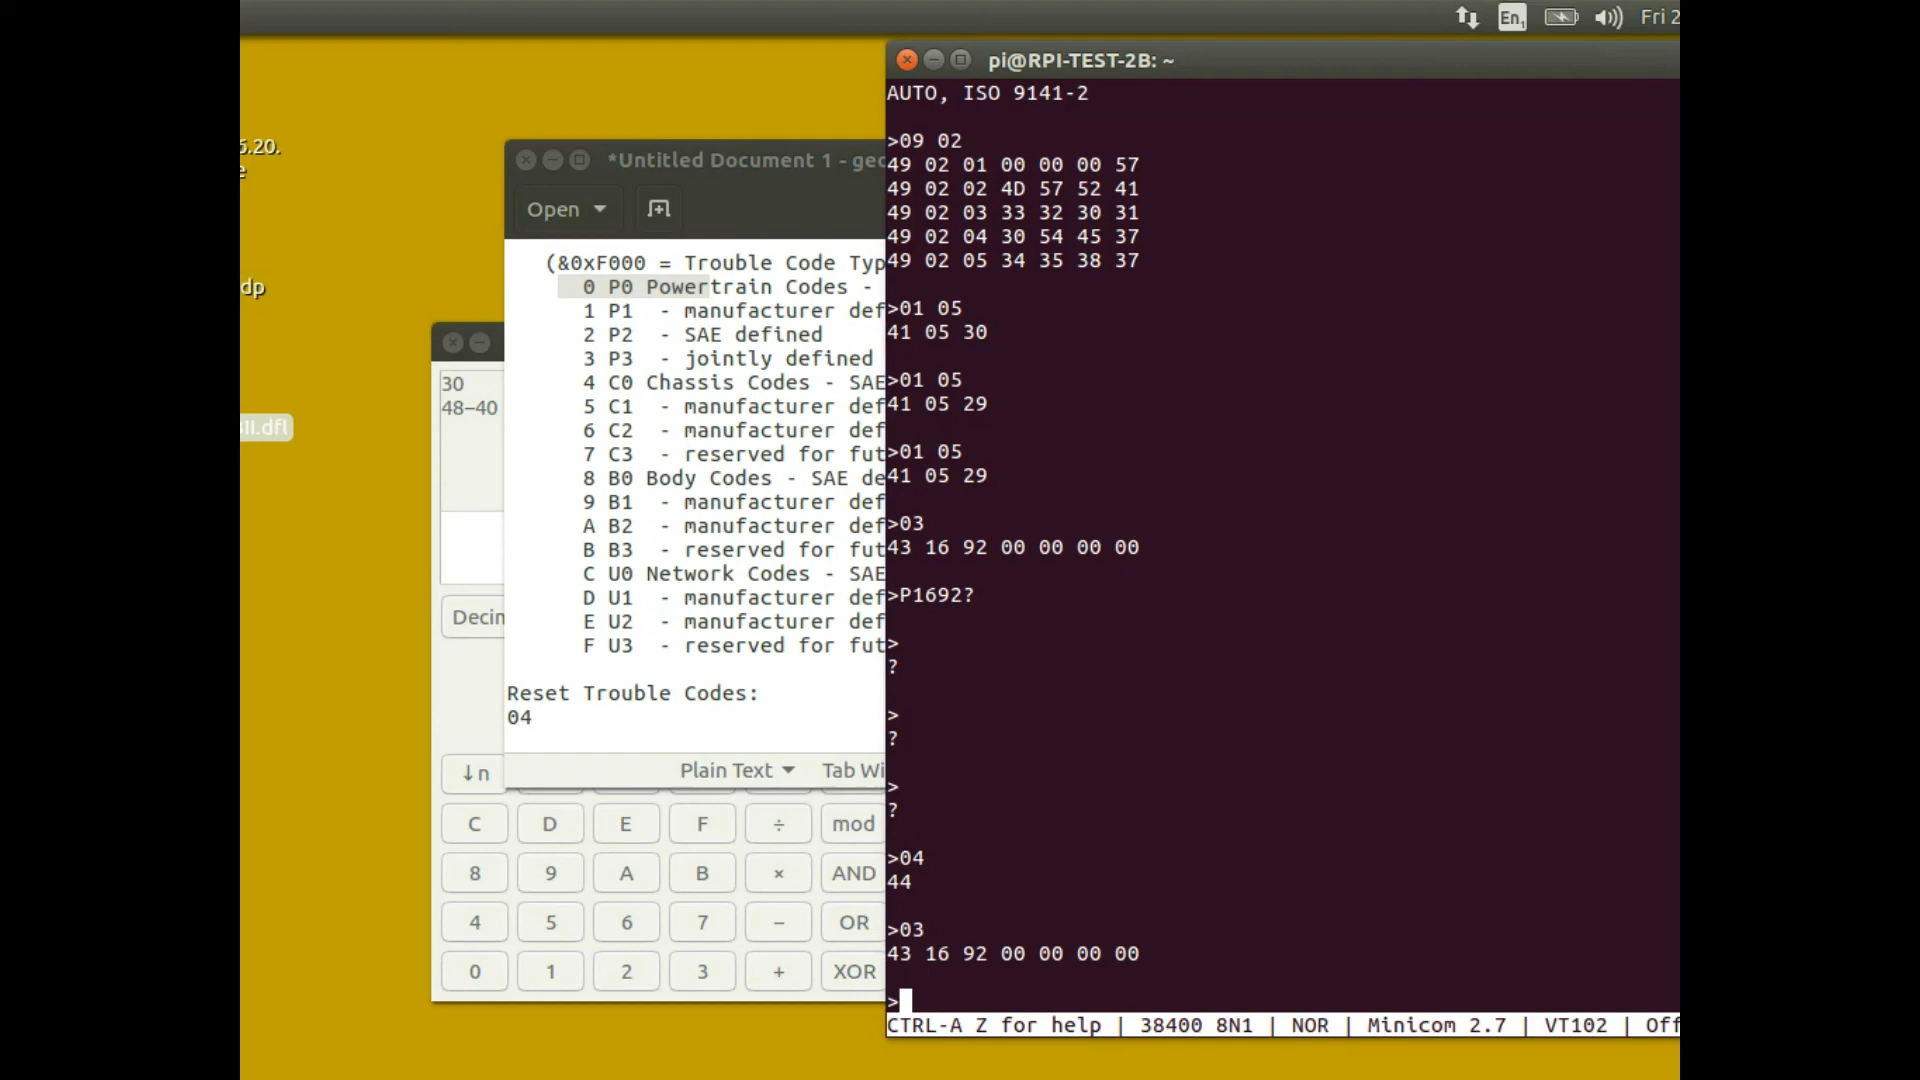 En1
Fri 2
5.20.
e
dp
II.dfl
pi@RPI-TEST-2B: ~
AUTO, ISO 9141-2
>09 02
49 02 01 00 00 00 57
49 02 02 4D 57 52 41
49 02 03 33 32 30 31
49 02 04 30 54 45 37
49 02 05 34 35 38 37
>01 05
41 05 30
>01 05
41 05 29
>01 05
41 05 29
>03
43 16 92 00 00 00 00
>P1692?
>
?
>
?
>
?
>04
44
>03
43 16 92 00 00 00 00
>
CTRL-A Z for help | 38400 8N1 | NOR | Minicom 2.7 | VT102 | Off
*Untitled Document 1 - ged
Open
(&0xF000 = Trouble Code Typ
0 P0 Powertrain Codes -
1 P1 - manufacturer def
2 P2 - SAE defined
3 P3 - jointly defined
4 C0 Chassis Codes - SAE
5 C1 - manufacturer def
6 C2 - manufacturer def
7 C3 - reserved for fut
8 B0 Body Codes - SAE de
9 B1 - manufacturer def
A B2 - manufacturer def
B B3 - reserved for fut
C U0 Network Codes - SAE
D U1 - manufacturer def
E U2 - manufacturer def
F U3 - reserved for fut
Reset Trouble Codes:
04
Plain Text Tab Wi
30
48−40
Decin
↓n
C D E F ÷ mod
8 9 A B × AND
4 5 6 7 − OR
0 1 2 3 + XOR